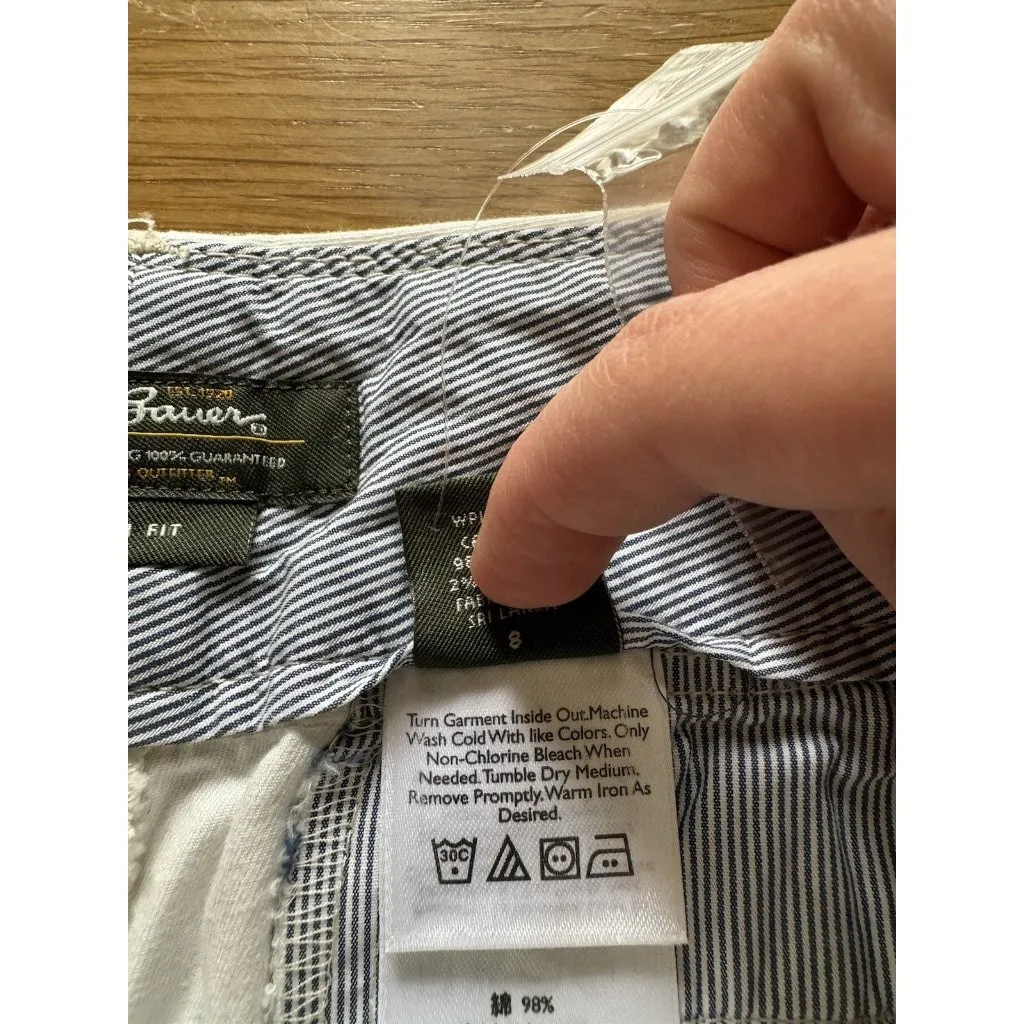 EST. 1920
Bauer®
G 100% GUARANTEED
OUTFITTER ™
FIT
8
Turn Garment Inside Out.Machine
Wash Cold With like Colors. Only
Non-Chlorine Bleach When
Needed.Tumble Dry Medium.
Remove Promptly.Warm Iron As
Desired.
30C
綿 98%